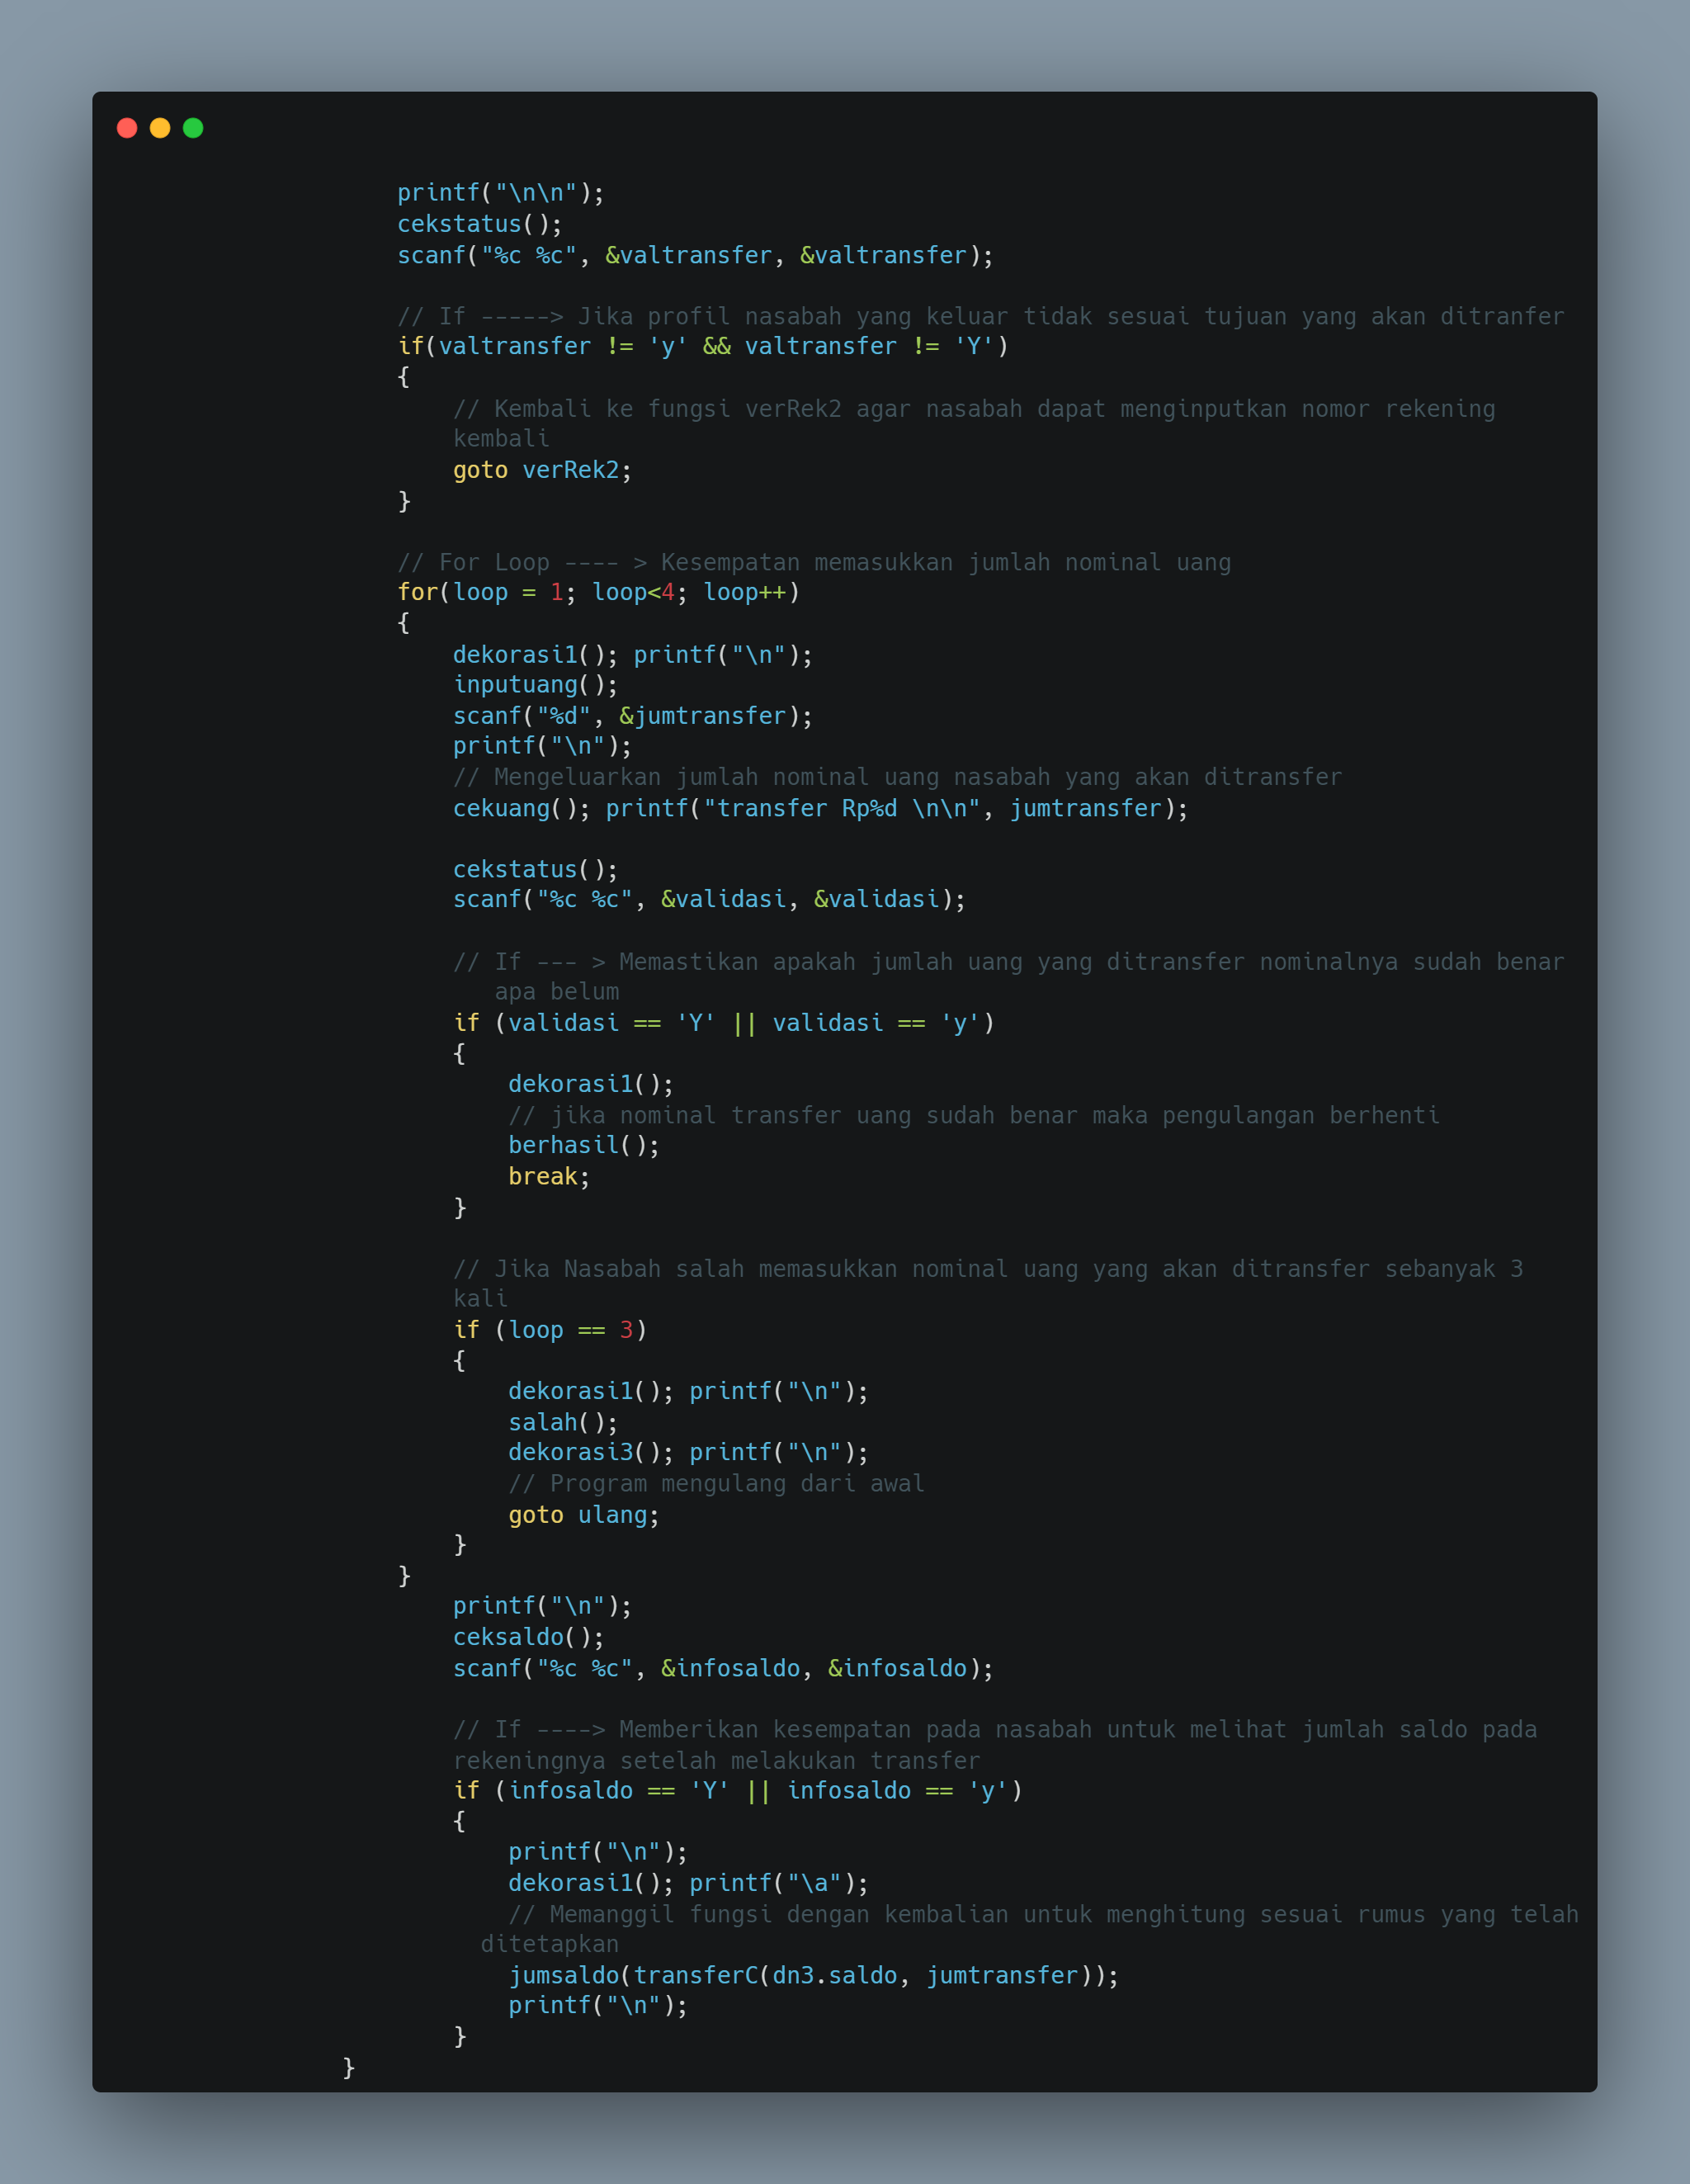 printf("\n\n");
cekstatus();
scanf("%c %c", &valtransfer, &valtransfer);
// If -----> Jika profil nasabah yang keluar tidak sesuai tujuan yang akan ditranfer
if(valtransfer != 'y' && valtransfer != 'Y')
{
// Kembali ke fungsi verRek2 agar nasabah dapat menginputkan nomor rekening
kembali
goto verRek2;
}
// For Loop ---- > Kesempatan memasukkan jumlah nominal uang
for(loop = 1; loop<4; loop++)
{
dekorasi1(); printf("\n");
inputuang();
scanf("%d", &jumtransfer);
printf("\n");
// Mengeluarkan jumlah nominal uang nasabah yang akan ditransfer
cekuang(); printf("transfer Rp%d \n\n", jumtransfer);
cekstatus();
scanf("%c %c", &validasi, &validasi);
// If --- > Memastikan apakah jumlah uang yang ditransfer nominalnya sudah benar
apa belum
if (validasi == 'Y' || validasi == 'y')
{
dekorasi1();
// jika nominal transfer uang sudah benar maka pengulangan berhenti
berhasil();
break;
}
// Jika Nasabah salah memasukkan nominal uang yang akan ditransfer sebanyak 3
kali
if (loop == 3)
{
dekorasi1(); printf("\n");
salah();
dekorasi3(); printf("\n");
// Program mengulang dari awal
goto ulang;
}
}
printf("\n");
ceksaldo();
scanf("%c %c", &infosaldo, &infosaldo);
// If ----> Memberikan kesempatan pada nasabah untuk melihat jumlah saldo pada
rekeningnya setelah melakukan transfer
if (infosaldo == 'Y' || infosaldo == 'y')
{
printf("\n");
dekorasi1(); printf("\a");
// Memanggil fungsi dengan kembalian untuk menghitung sesuai rumus yang telah
ditetapkan
jumsaldo(transferC(dn3.saldo, jumtransfer));
printf("\n");
}
}